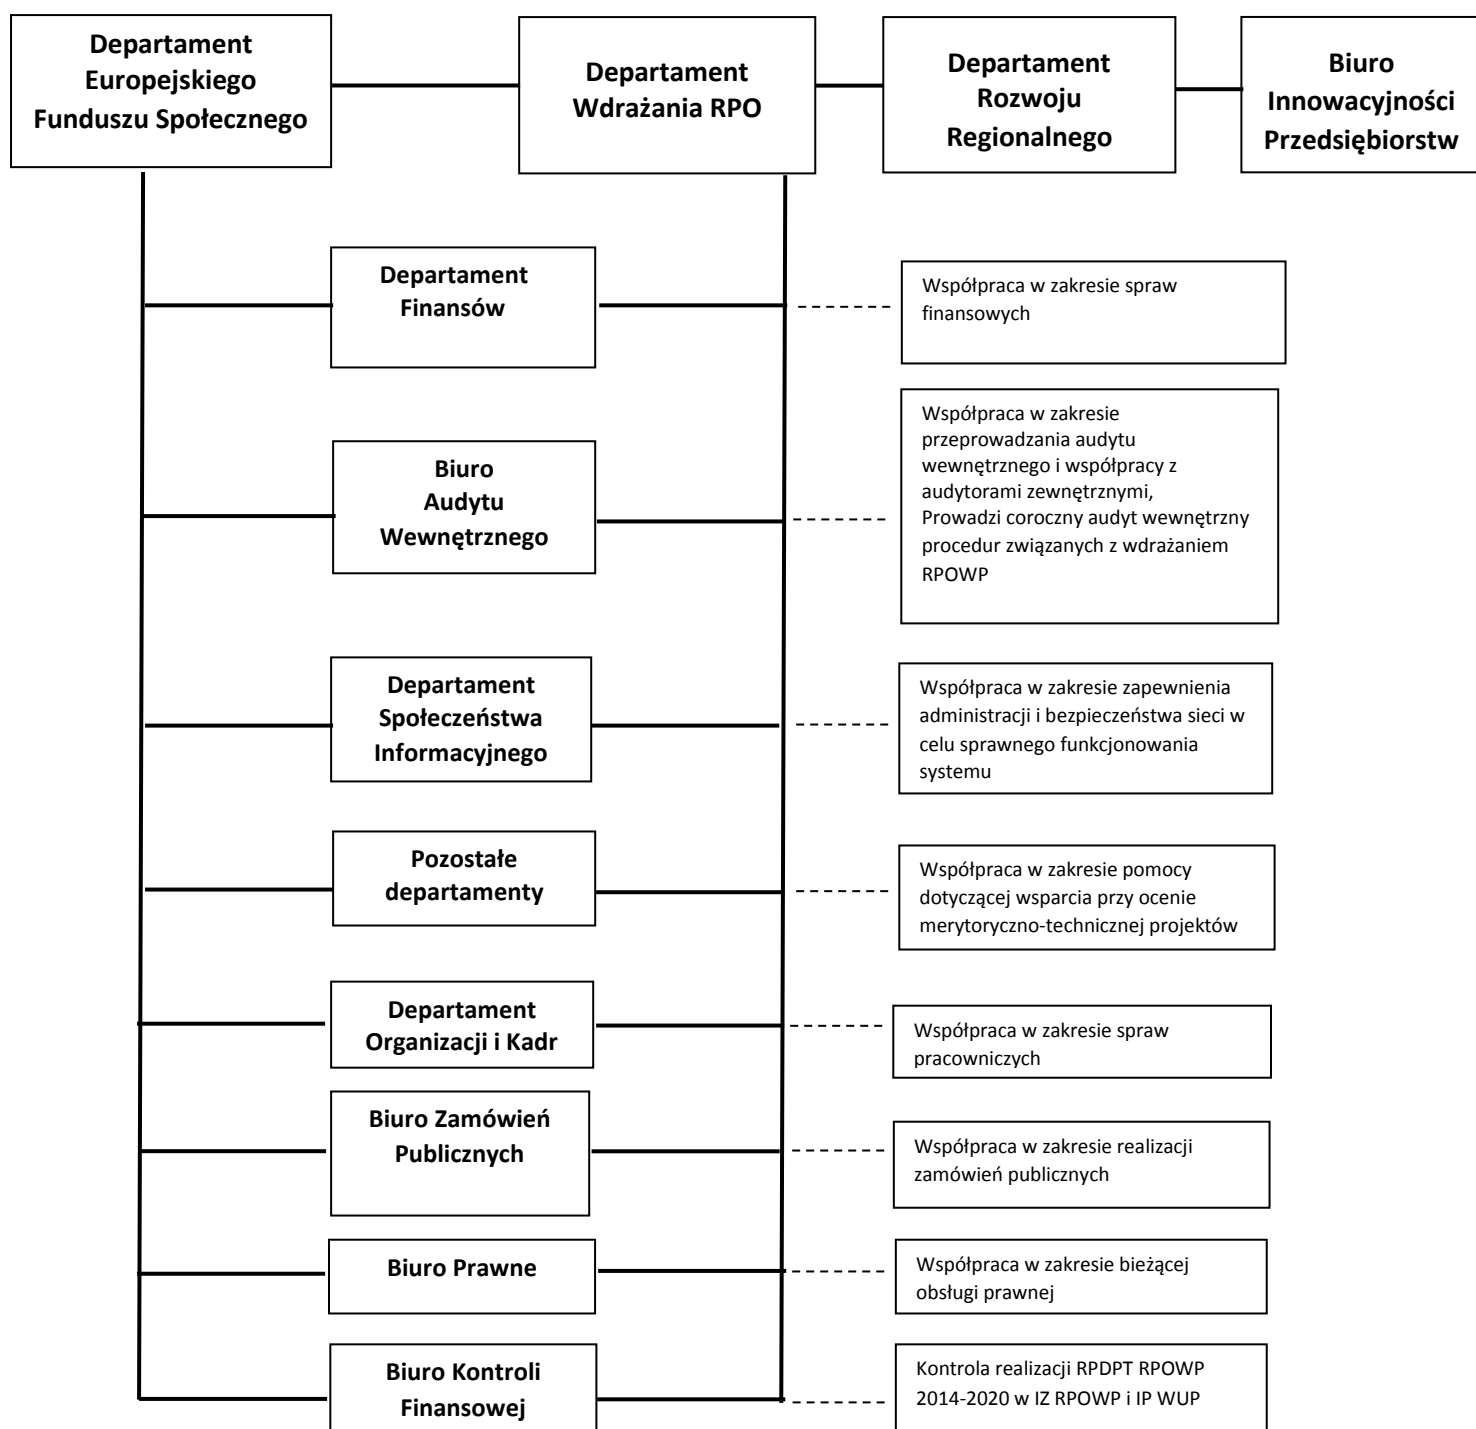 Departament
Europejskiego
Funduszu Społecznego
Departament
Wdrażania RPO
Departament
Rozwoju
Regionalnego
Biuro
Innowacyjności
Przedsiębiorstw
Departament
Finansów
Współpraca w zakresie spraw
finansowych
Biuro
Audytu
Wewnętrznego
Współpraca w zakresie
przeprowadzania audytu
wewnętrznego i współpracy z
audytorami zewnętrznymi,
Prowadzi coroczny audyt wewnętrzny
procedur związanych z wdrażaniem
RPOWP
Departament
Społeczeństwa
Informacyjnego
Współpraca w zakresie zapewnienia
administracji i bezpieczeństwa sieci w
celu sprawnego funkcjonowania
systemu
Pozostałe
departamenty
Współpraca w zakresie pomocy
dotyczącej wsparcia przy ocenie
merytoryczno-technicznej projektów
Departament
Organizacji i Kadr
Współpraca w zakresie spraw
pracowniczych
Biuro Zamówień
Publicznych
Współpraca w zakresie realizacji
zamówień publicznych
Biuro Prawne
Współpraca w zakresie bieżącej
obsługi prawnej
Biuro Kontroli
Finansowej
Kontrola realizacji RPDPT RPOWP
2014-2020 w IZ RPOWP i IP WUP